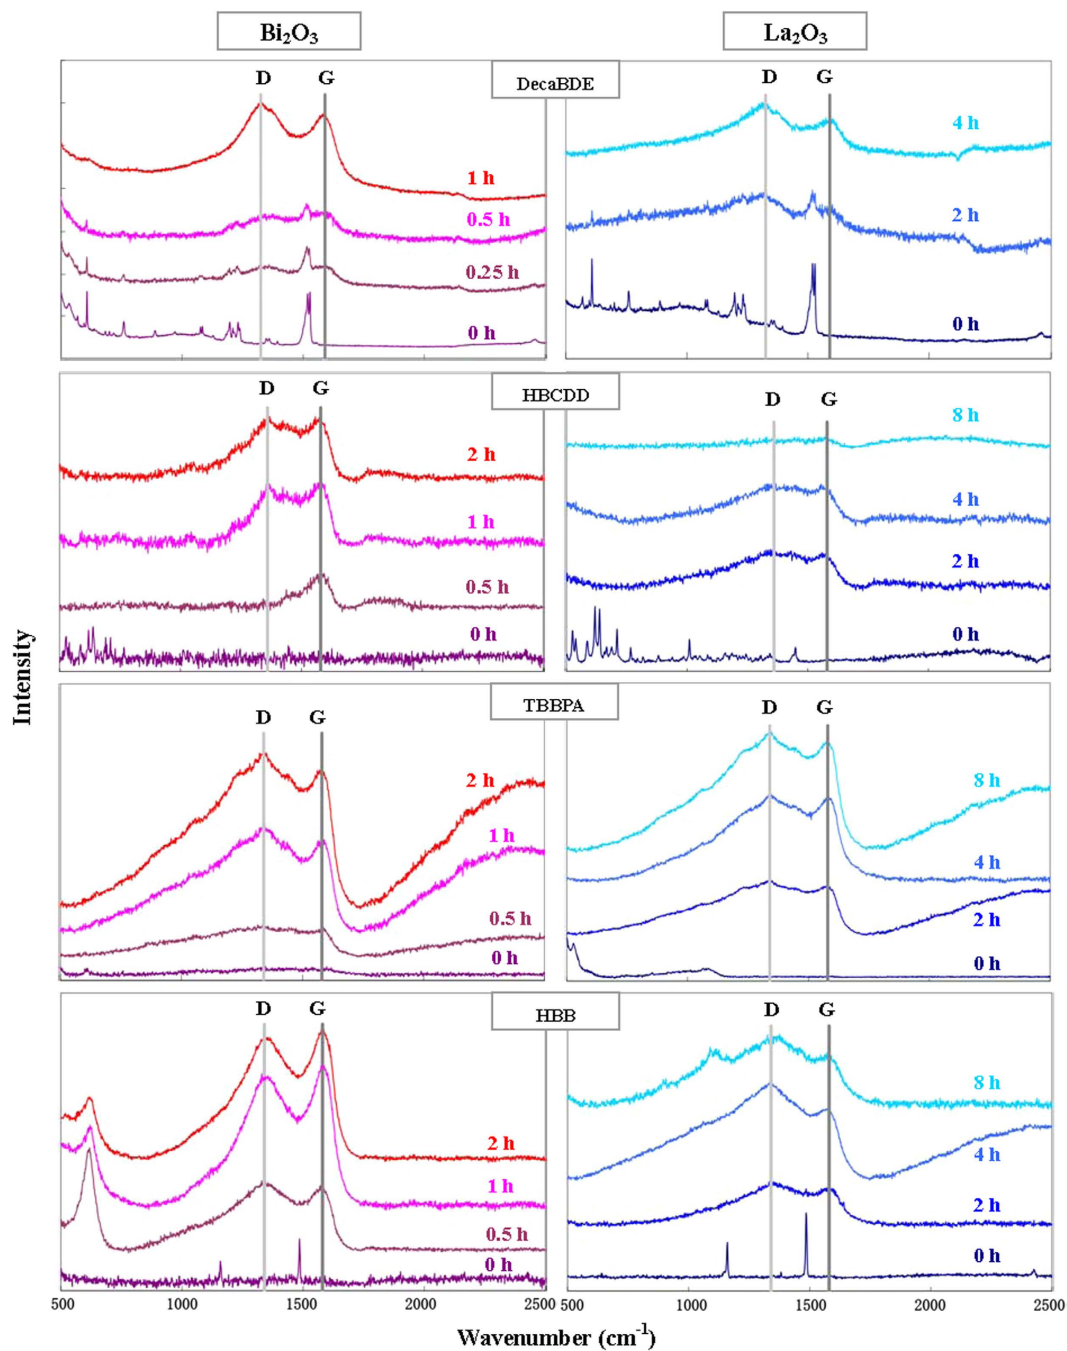 Bi₂O₃ La₂O₃
DecaBDE
D G
1 h
0.5 h
0.25 h
0 h
D G
4 h
2 h
0 h
HBCDD
D G
2 h
1 h
0.5 h
0 h
D G
8 h
4 h
2 h
0 h
TBBPA
D G
2 h
1 h
0.5 h
0 h
D G
8 h
4 h
2 h
0 h
HBB
D G
2 h
1 h
0.5 h
0 h
D G
8 h
4 h
2 h
0 h
Intensity
500 1000 1500 2000 2500 500 1000 1500 2000 2500
Wavenumber (cm⁻¹)